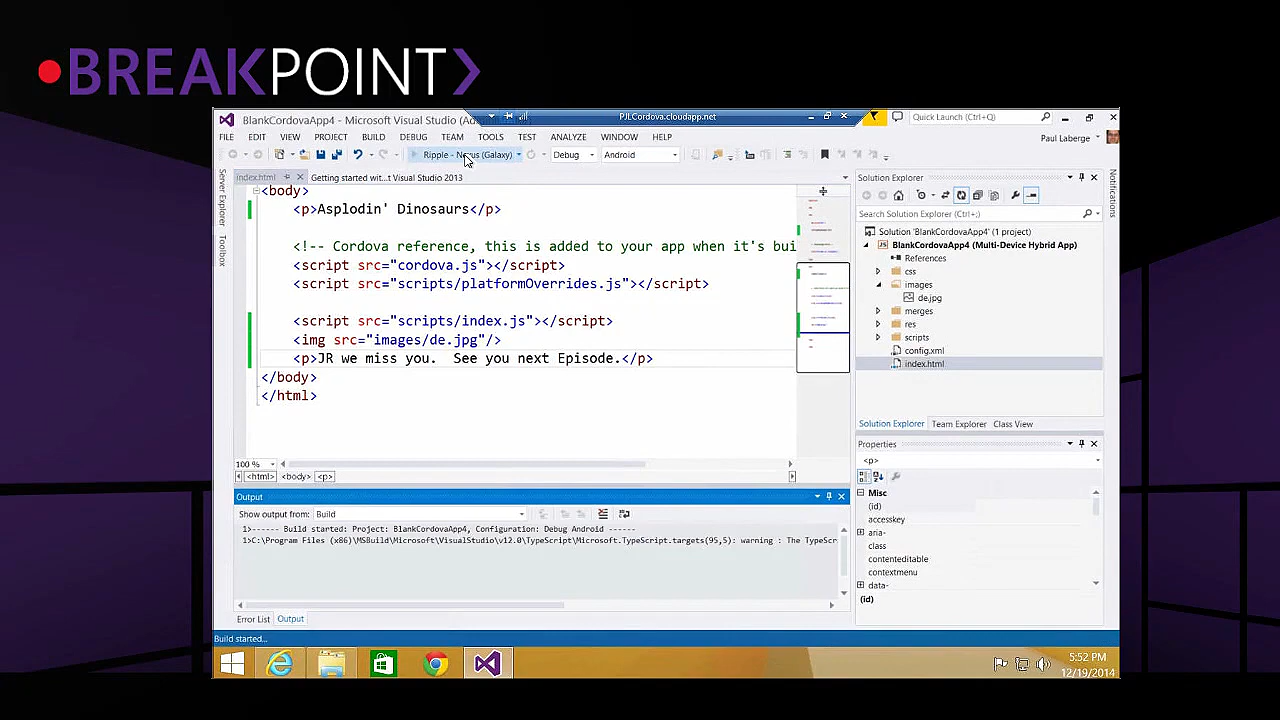 BREAKPOINT
BlankCordovaApp4 - Microsoft Visual Studio (Ad
PJLCordova.cloudapp.net
Quick Launch (Ctrl+Q)
FILE EDIT VIEW PROJECT BUILD DEBUG TEAM TOOLS TEST ANALYZE WINDOW HELP
Paul Laberge
Ripple - Nexus (Galaxy) Debug Android
index.html Getting started wit...t Visual Studio 2013
Server Explorer
Toolbox
<body>
<p>Asplodin' Dinosaurs</p>
<!-- Cordova reference, this is added to your app when it's bui
<script src="cordova.js"></script>
<script src="scripts/platformOverrides.js"></script>
<script src="scripts/index.js"></script>
<img src="images/de.jpg"/>
<p>JR we miss you.  See you next Episode.</p>
</body>
</html>
100 %
<html> <body> <p>
Output
Show output from: Build
1>------ Build started: Project: BlankCordovaApp4, Configuration: Debug Android ------
1>C:\Program Files (x86)\MSBuild\Microsoft\VisualStudio\v12.0\TypeScript\Microsoft.TypeScript.targets(95,5): warning : The TypeScr
Error List Output
Build started...
Solution Explorer
Search Solution Explorer (Ctrl+;)
Solution 'BlankCordovaApp4' (1 project)
BlankCordovaApp4 (Multi-Device Hybrid App)
References
css
images
de.jpg
merges
res
scripts
config.xml
index.html
Solution Explorer Team Explorer Class View
Properties
<p>
Misc
(id)
accesskey
aria-
class
contenteditable
contextmenu
data-
(id)
Notifications
5:52 PM
12/19/2014